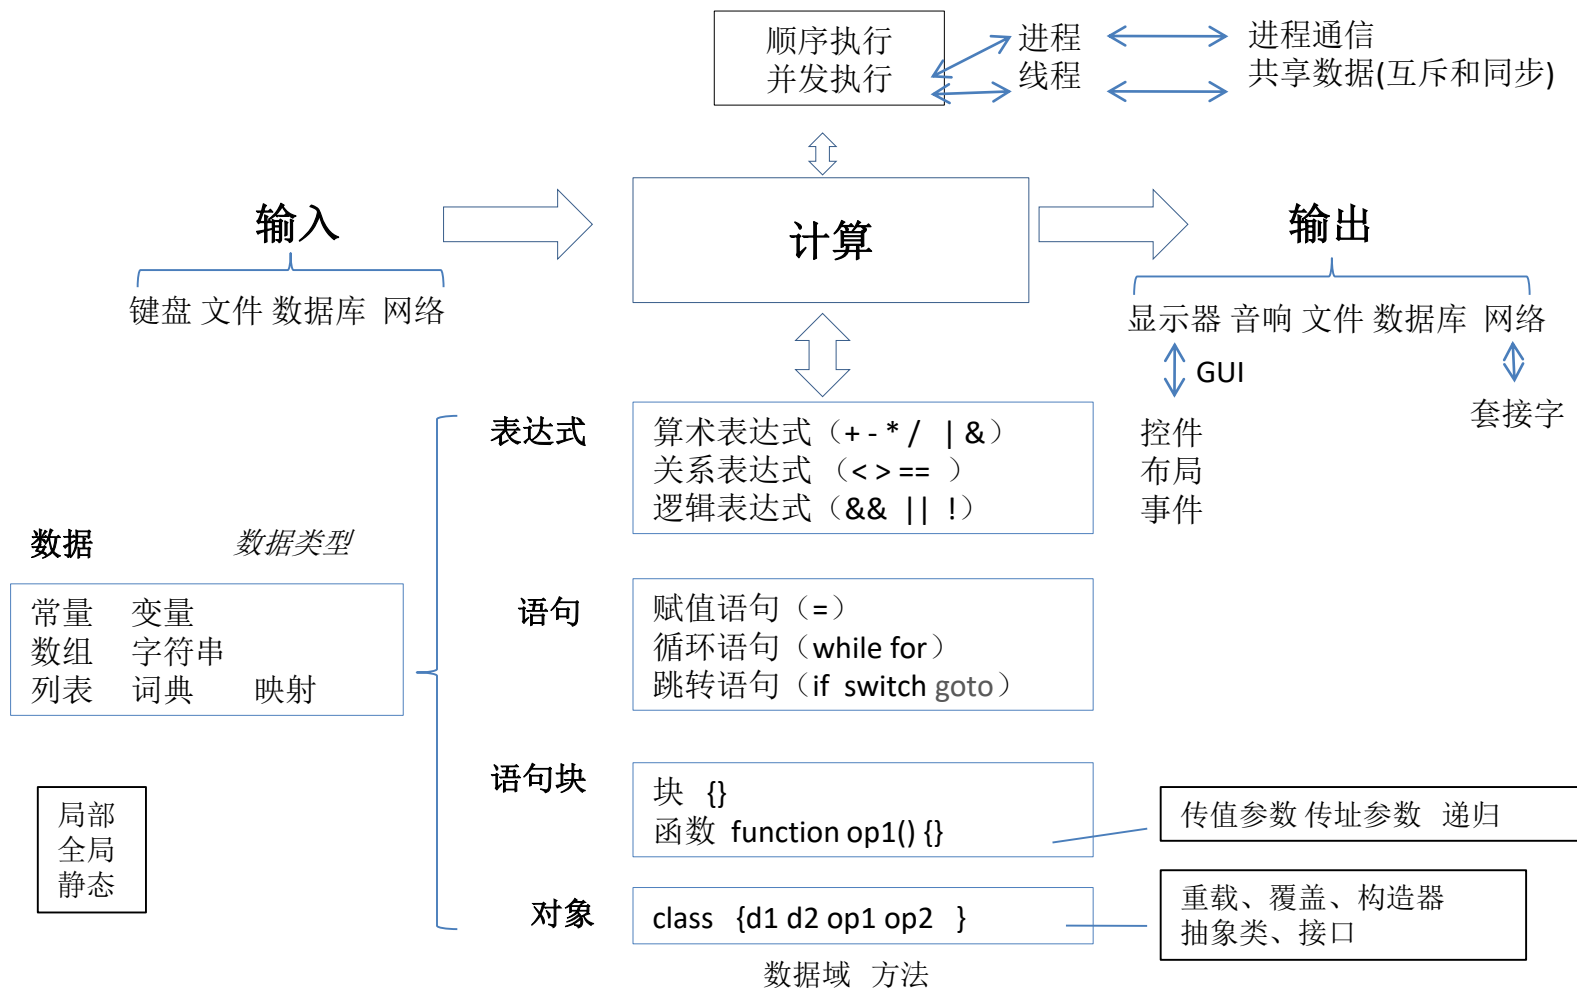 顺序执行
并发执行
进程
线程
进程通信
共享数据(互斥和同步)
输入
计算
输出
键盘 文件 数据库 网络
显示器 音响 文件 数据库 网络
GUI
控件
布局
事件
套接字
表达式
算术表达式（+ - * / | &）
关系表达式（< > == ）
逻辑表达式（&& || !）
数据
数据类型
常量 变量
数组 字符串
列表 词典 映射
语句
赋值语句（=）
循环语句（while for）
跳转语句（if switch goto）
语句块
块 {}
函数 function op1() {}
传值参数 传址参数 递归
局部
全局
静态
对象
class {d1 d2 op1 op2 }
重载、覆盖、构造器
抽象类、接口
数据域 方法